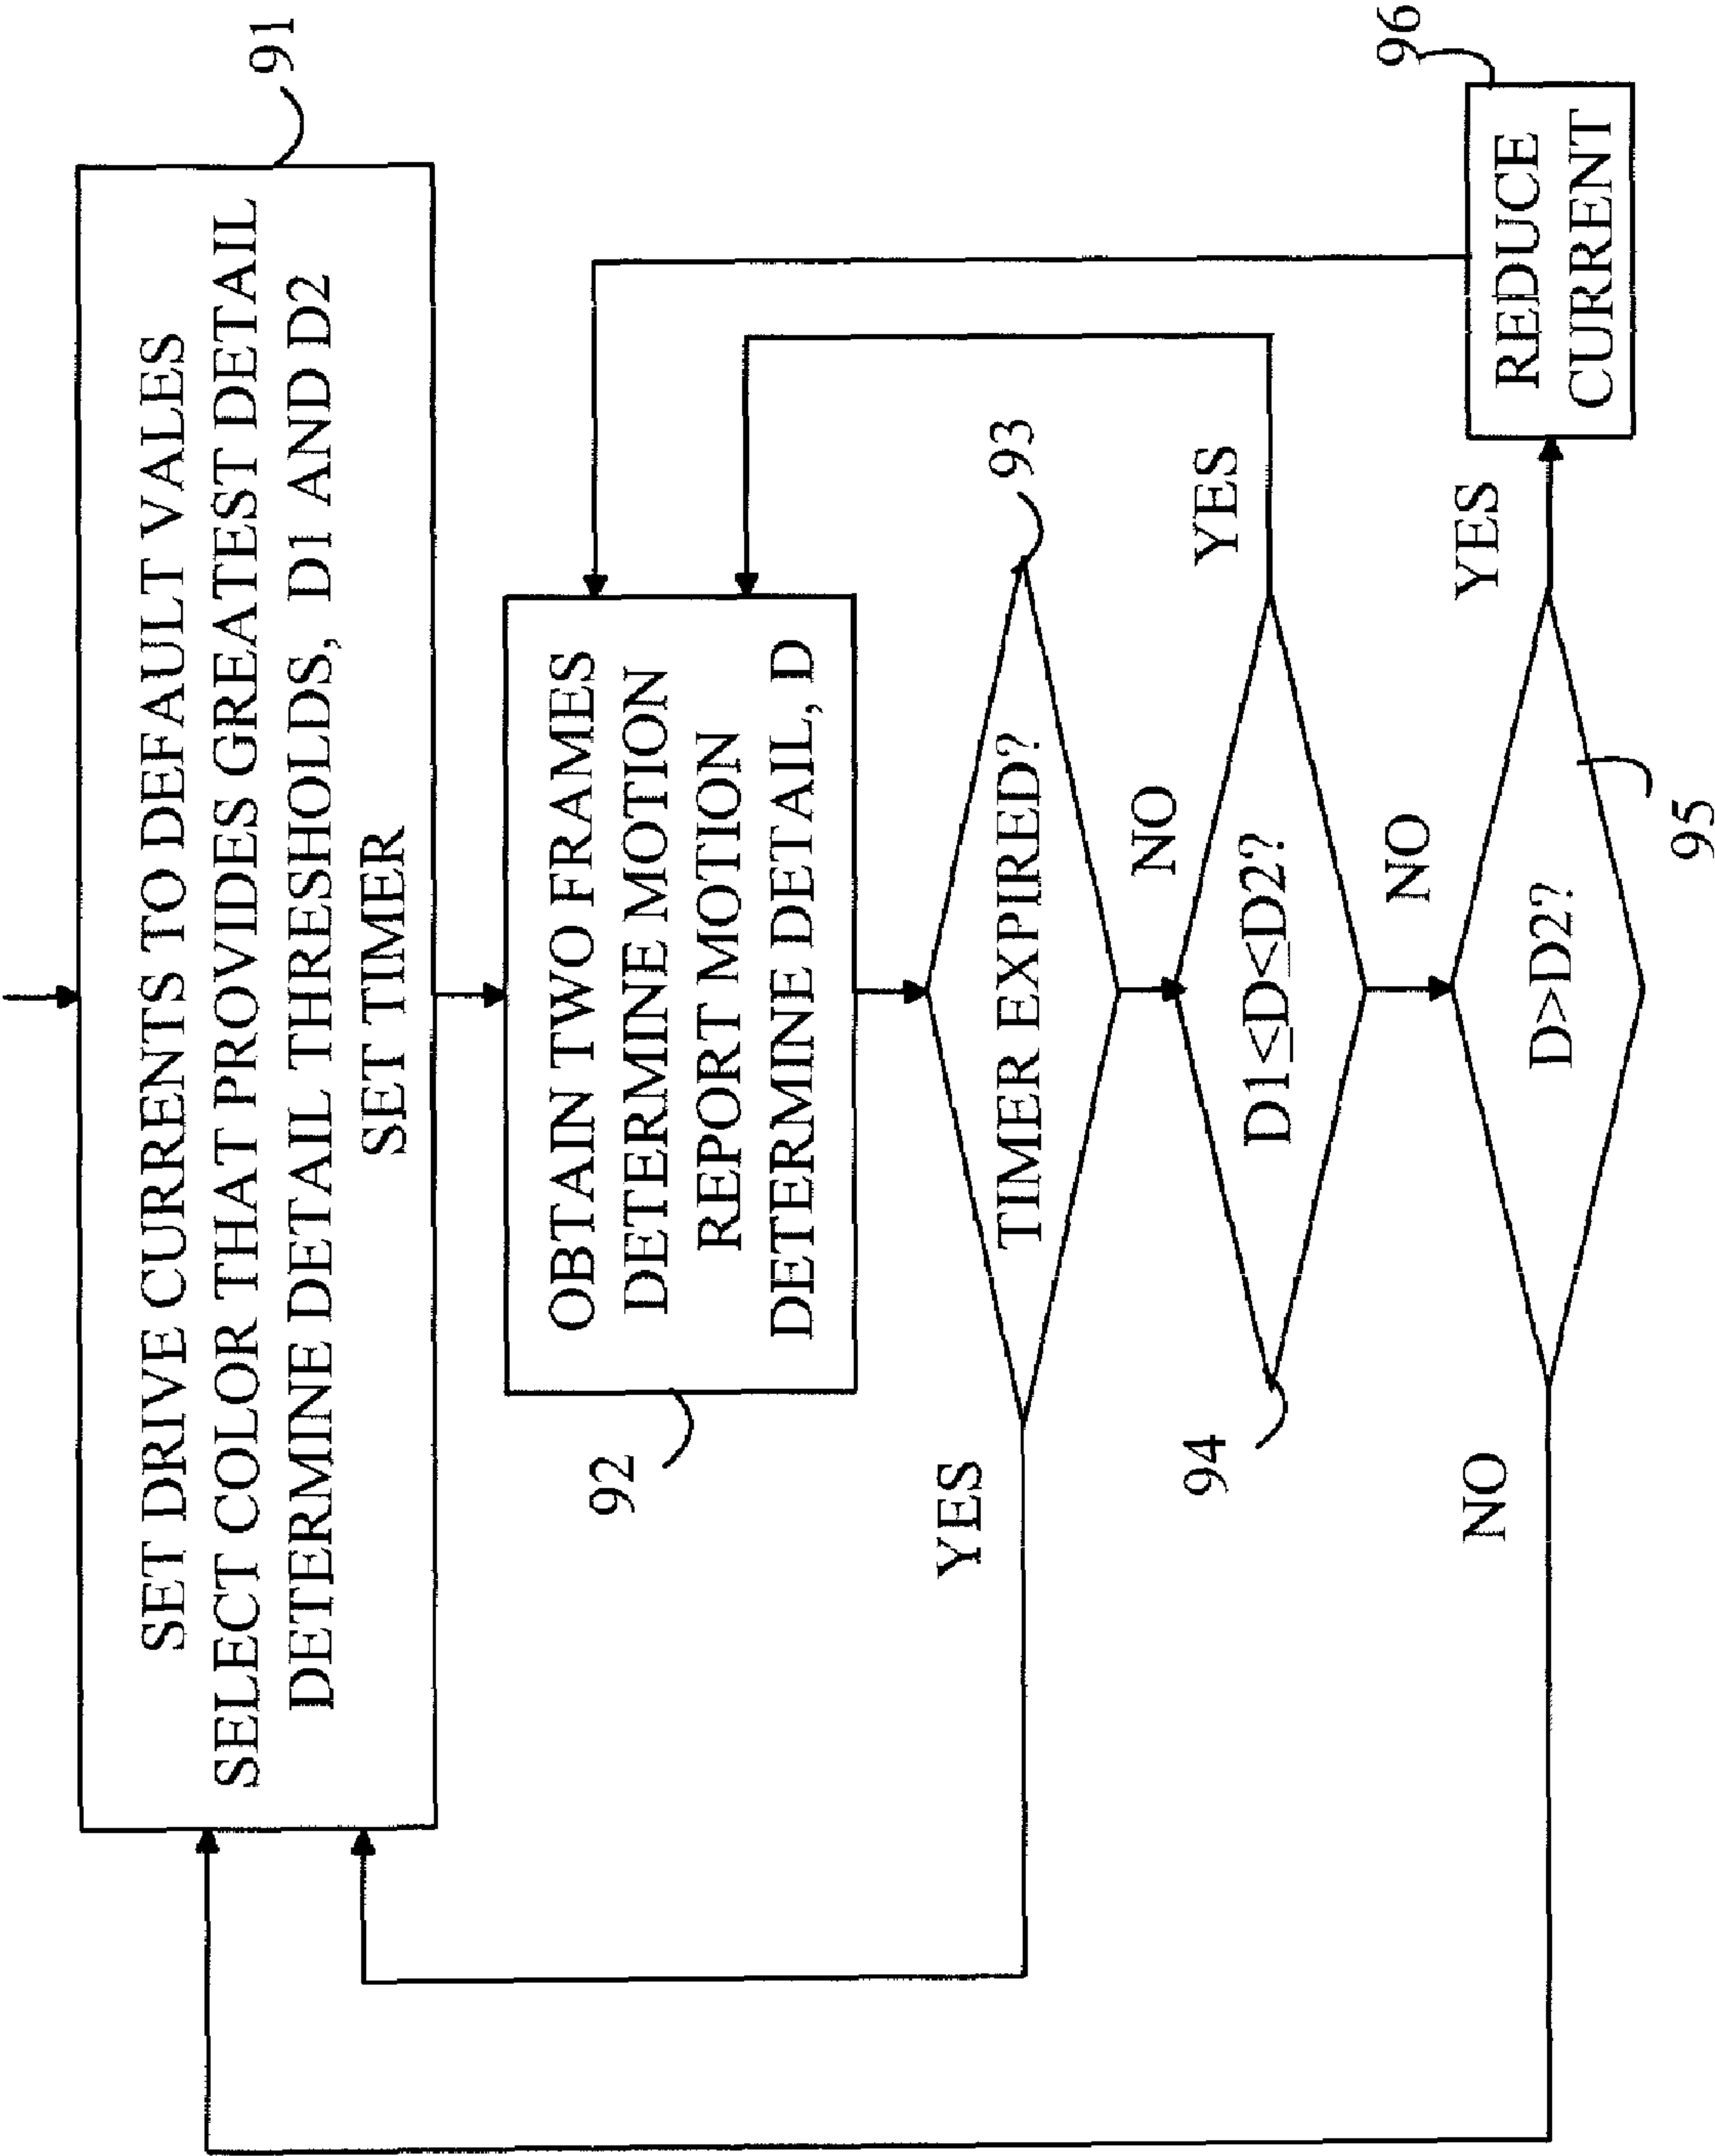 SET DRIVE CURRENTS TO DEFAULT VALES
SELECT COLOR THAT PROVIDES GREATEST DETAIL
DETERMINE DETAIL THRESHOLDS, D1 AND D2
SET TIMER
91
OBTAIN TWO FRAMES
DETERMINE MOTION
REPORT MOTION
DETERMINE DETAIL, D
92
TIMER EXPIRED?
93
YES
NO
D1≤D≤D2?
94
YES
NO
D>D2?
95
NO
YES
REDUCE
CURRENT
96